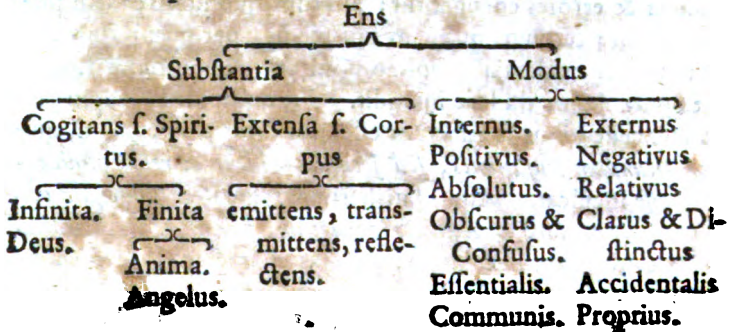 Ens
Subſtantia Modus
Cogitans ſ. Spiri- Extenſa ſ. Cor- Internus. Externus
tus. pus Poſitivus. Negativus
Infinita. Finita emittens, trans- Abſolutus. Relativus
Deus. mittens, refle- Obſcurus & Clarus & Di-
Anima. ctens. Confuſus. ſtinctus
Angelus. Eſſentialis. Accidentalis
Communis. Proprius.